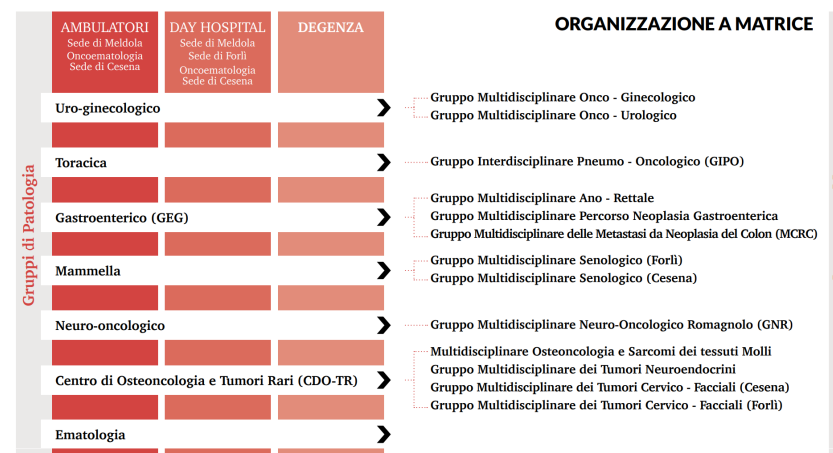 ORGANIZZAZIONE A MATRICE
AMBULATORI
Sede di Meldola
Oncoematologia
Sede di Cesena
DAY HOSPITAL
Sede di Meldola
Sede di Forlì
Oncoematologia
Sede di Cesena
DEGENZA
Gruppi di Patologia
Uro-ginecologico
Gruppo Multidisciplinare Onco - Ginecologico
Gruppo Multidisciplinare Onco - Urologico
Toracica
Gruppo Interdisciplinare Pneumo - Oncologico (GIPO)
Gastroenterico (GEG)
Gruppo Multidisciplinare Ano - Rettale
Gruppo Multidisciplinare Percorso Neoplasia Gastroenterica
Gruppo Multidisciplinare delle Metastasi da Neoplasia del Colon (MCRC)
Mammella
Gruppo Multidisciplinare Senologico (Forlì)
Gruppo Multidisciplinare Senologico (Cesena)
Neuro-oncologico
Gruppo Multidisciplinare Neuro-Oncologico Romagnolo (GNR)
Centro di Osteoncologia e Tumori Rari (CDO-TR)
Multidisciplinare Osteoncologia e Sarcomi dei tessuti Molli
Gruppo Multidisciplinare dei Tumori Neuroendocrini
Gruppo Multidisciplinare dei Tumori Cervico - Facciali (Cesena)
Gruppo Multidisciplinare dei Tumori Cervico - Facciali (Forlì)
Ematologia